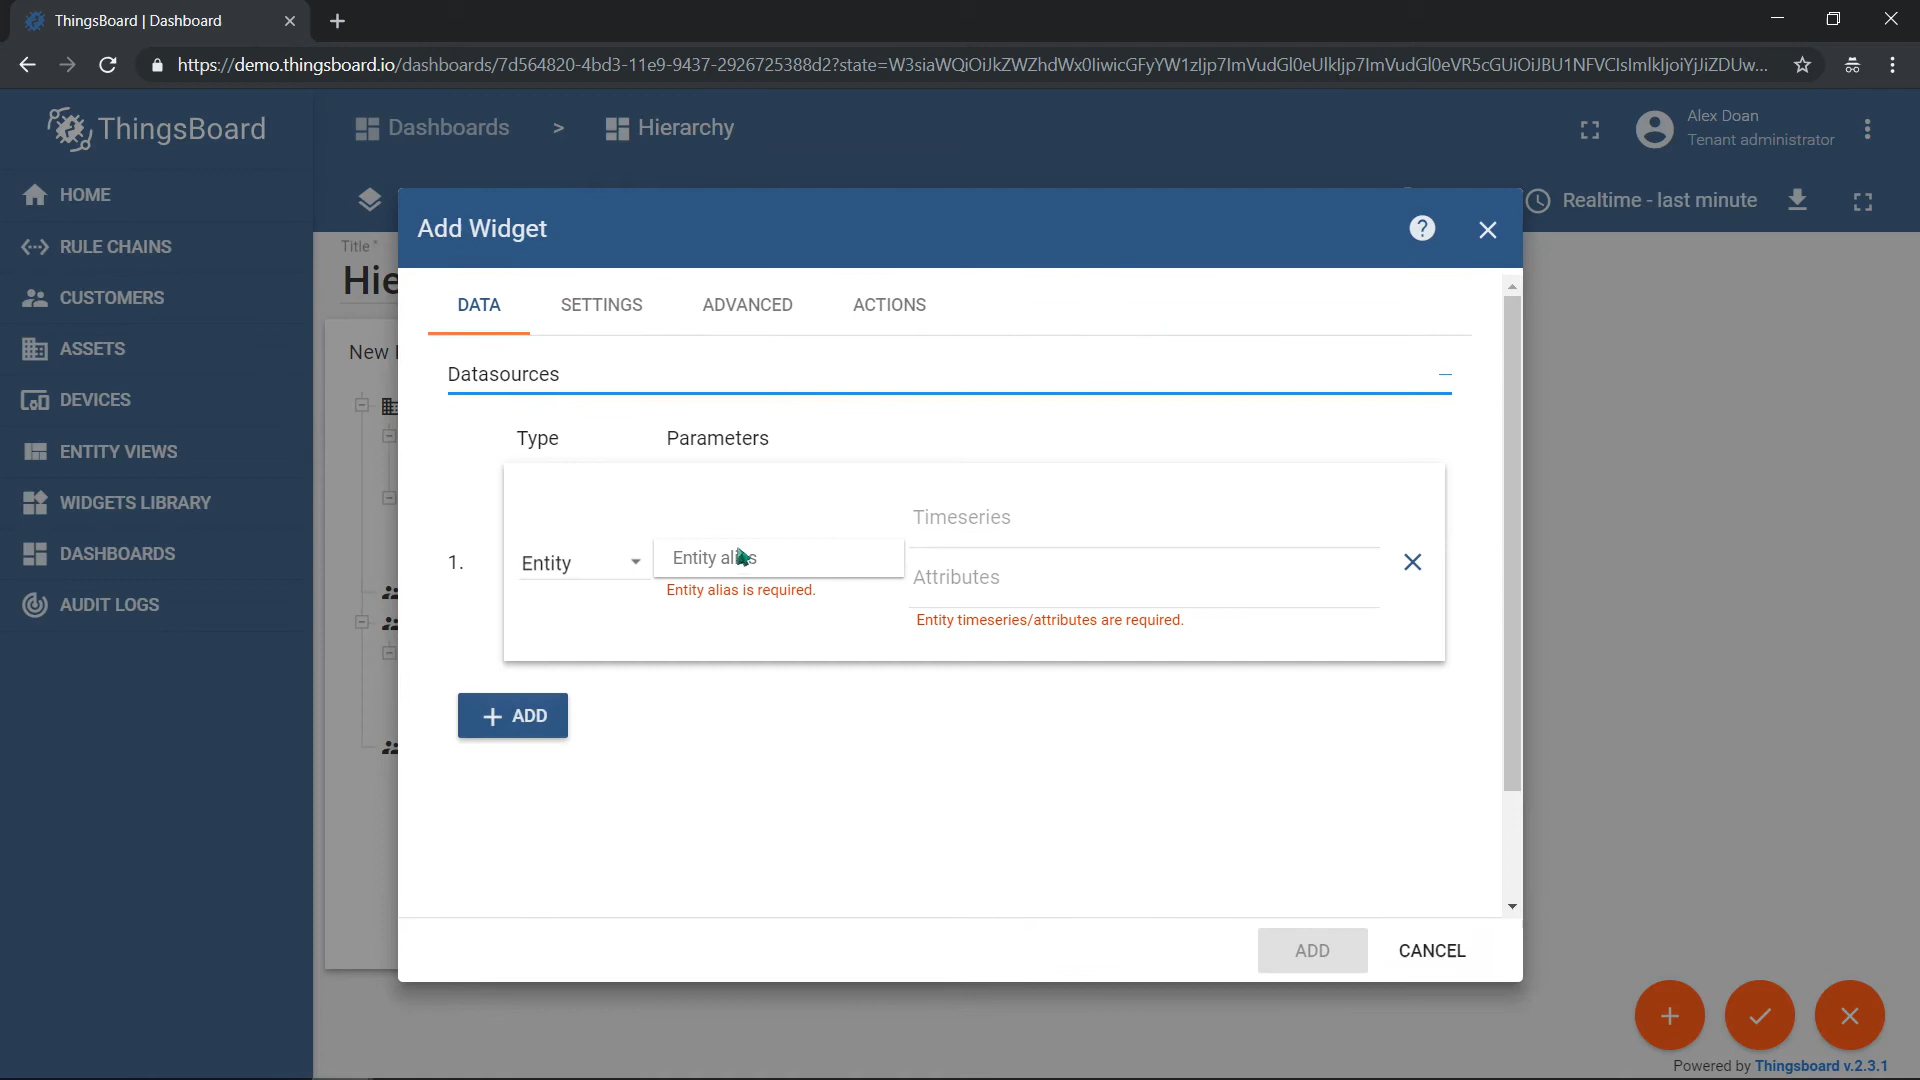 ThingsBoard | Dashboard
https://demo.thingsboard.io/dashboards/7d564820-4bd3-11e9-9437-2926725388d2?state=
ThingsBoard
Dashboards > Hierarchy
Alex Doan
Tenant administrator
HOME
RULE CHAINS
CUSTOMERS
ASSETS
DEVICES
ENTITY VIEWS
WIDGETS LIBRARY
DASHBOARDS
AUDIT LOGS
Realtime - last minute
Title *
Hie
New
Add Widget
DATA SETTINGS ADVANCED ACTIONS
Datasources
Type Parameters
1.
Entity
Entity alias
Entity alias is required.
Timeseries
Attributes
Entity timeseries/attributes are required.
+ ADD
ADD CANCEL
Powered by Thingsboard v.2.3.1